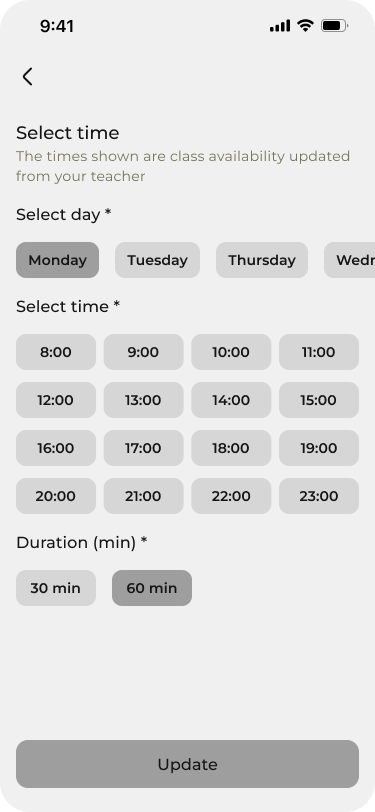 9:41
Select time
The times shown are class availability updated
from your teacher
Select day *
Monday Tuesday Thursday Wedn
Select time *
8:00 9:00 10:00 11:00
12:00 13:00 14:00 15:00
16:00 17:00 18:00 19:00
20:00 21:00 22:00 23:00
Duration (min) *
30 min 60 min
Update